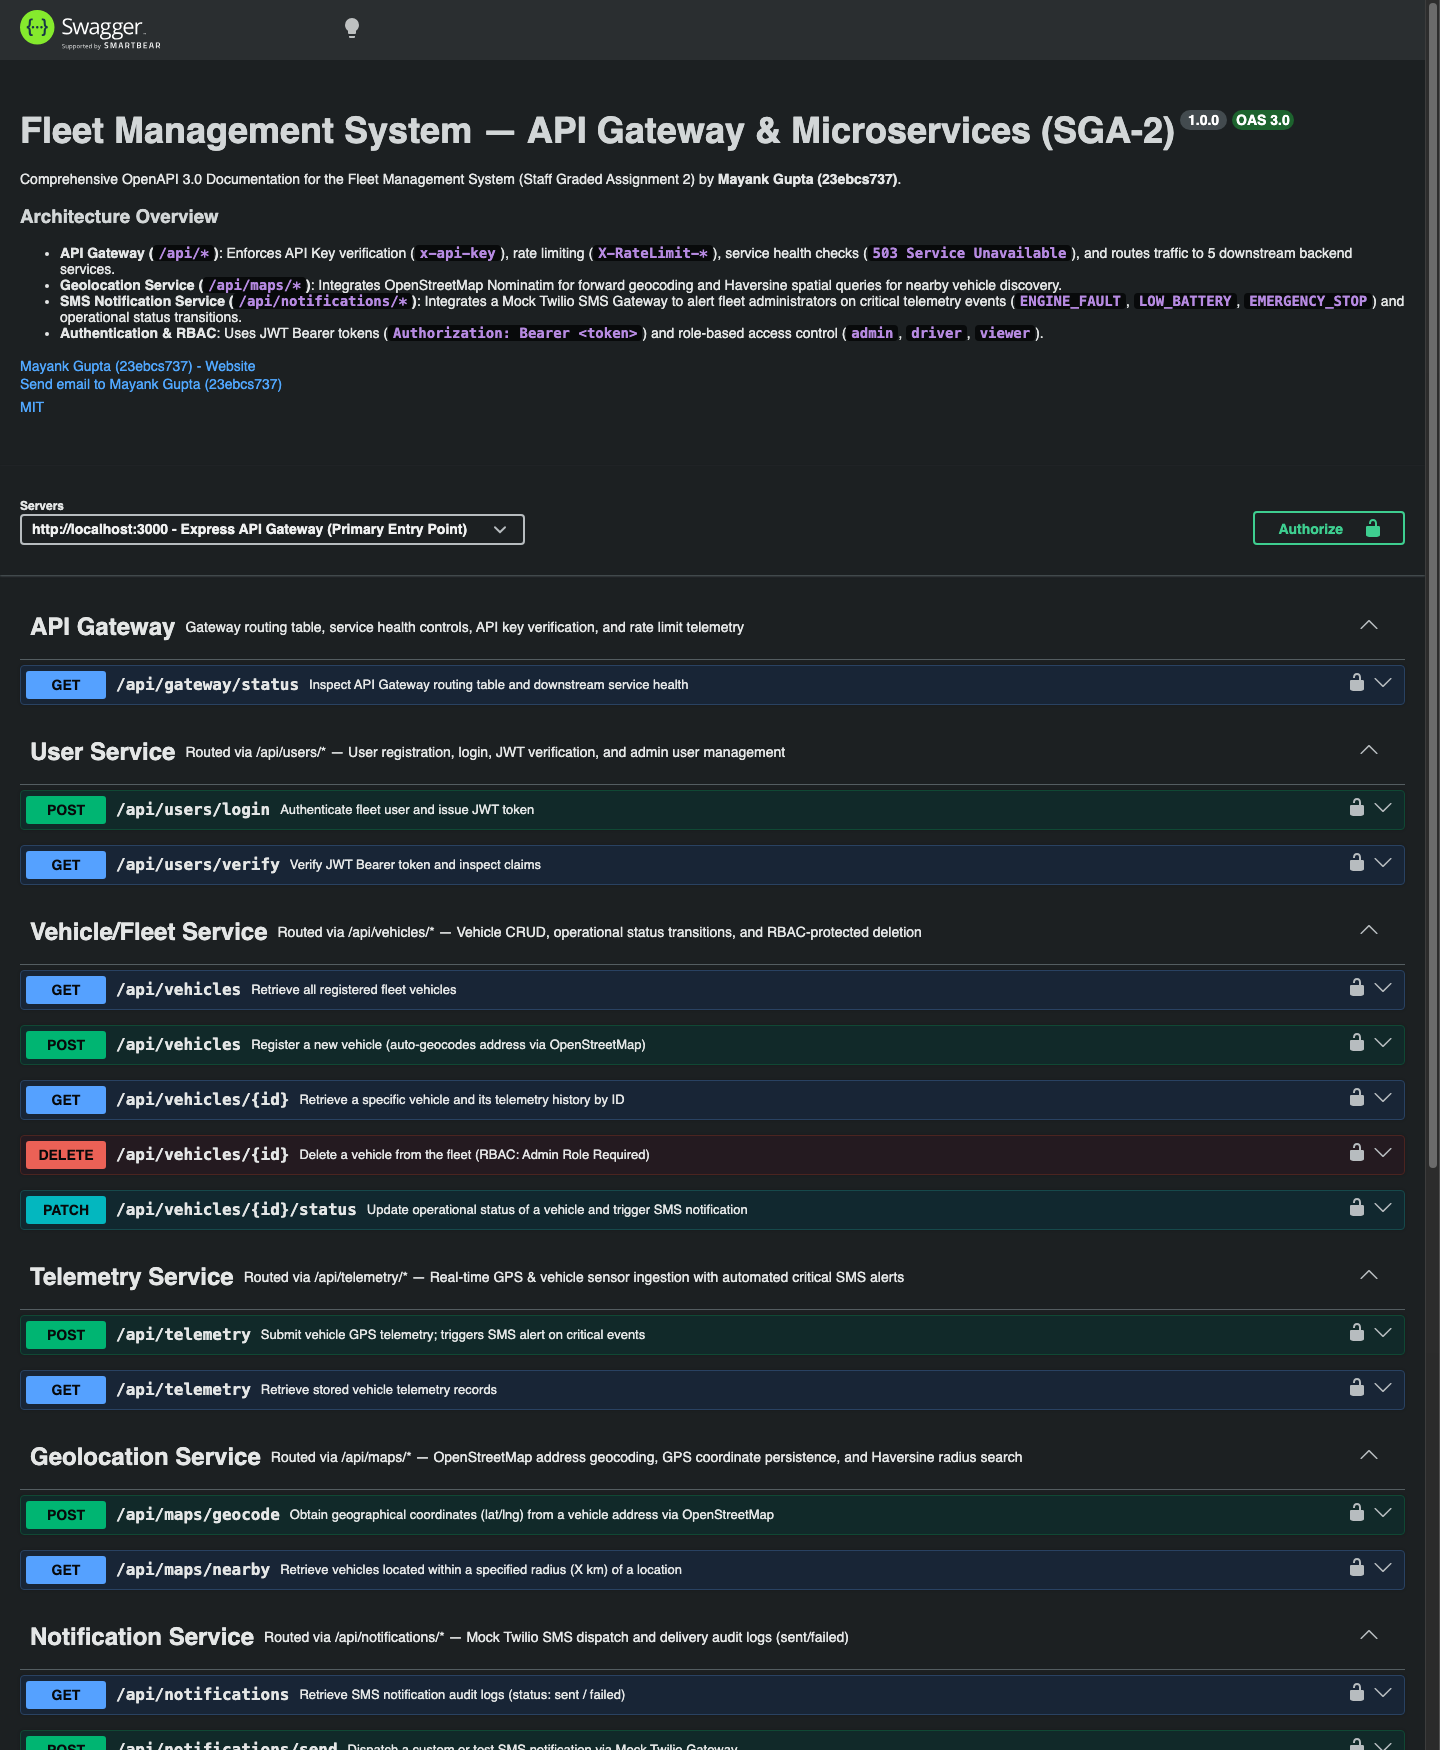 Swagger
Supported by SMARTBEAR
Fleet Management System — API Gateway & Microservices (SGA-2) 1.0.0 OAS 3.0
Comprehensive OpenAPI 3.0 Documentation for the Fleet Management System (Staff Graded Assignment 2) by Mayank Gupta (23ebcs737).
Architecture Overview
• API Gateway ( /api/* ): Enforces API Key verification ( x-api-key ), rate limiting ( X-RateLimit-* ), service health checks ( 503 Service Unavailable ), and routes traffic to 5 downstream backend
services.
• Geolocation Service ( /api/maps/* ): Integrates OpenStreetMap Nominatim for forward geocoding and Haversine spatial queries for nearby vehicle discovery.
• SMS Notification Service ( /api/notifications/* ): Integrates a Mock Twilio SMS Gateway to alert fleet administrators on critical telemetry events ( ENGINE_FAULT , LOW_BATTERY , EMERGENCY_STOP ) and
operational status transitions.
• Authentication & RBAC: Uses JWT Bearer tokens ( Authorization: Bearer <token> ) and role-based access control ( admin , driver , viewer ).
Mayank Gupta (23ebcs737) - Website
Send email to Mayank Gupta (23ebcs737)
MIT
Servers
http://localhost:3000 - Express API Gateway (Primary Entry Point)
Authorize
API Gateway Gateway routing table, service health controls, API key verification, and rate limit telemetry
GET /api/gateway/status Inspect API Gateway routing table and downstream service health
User Service Routed via /api/users/* — User registration, login, JWT verification, and admin user management
POST /api/users/login Authenticate fleet user and issue JWT token
GET /api/users/verify Verify JWT Bearer token and inspect claims
Vehicle/Fleet Service Routed via /api/vehicles/* — Vehicle CRUD, operational status transitions, and RBAC-protected deletion
GET /api/vehicles Retrieve all registered fleet vehicles
POST /api/vehicles Register a new vehicle (auto-geocodes address via OpenStreetMap)
GET /api/vehicles/{id} Retrieve a specific vehicle and its telemetry history by ID
DELETE /api/vehicles/{id} Delete a vehicle from the fleet (RBAC: Admin Role Required)
PATCH /api/vehicles/{id}/status Update operational status of a vehicle and trigger SMS notification
Telemetry Service Routed via /api/telemetry/* — Real-time GPS & vehicle sensor ingestion with automated critical SMS alerts
POST /api/telemetry Submit vehicle GPS telemetry; triggers SMS alert on critical events
GET /api/telemetry Retrieve stored vehicle telemetry records
Geolocation Service Routed via /api/maps/* — OpenStreetMap address geocoding, GPS coordinate persistence, and Haversine radius search
POST /api/maps/geocode Obtain geographical coordinates (lat/lng) from a vehicle address via OpenStreetMap
GET /api/maps/nearby Retrieve vehicles located within a specified radius (X km) of a location
Notification Service Routed via /api/notifications/* — Mock Twilio SMS dispatch and delivery audit logs (sent/failed)
GET /api/notifications Retrieve SMS notification audit logs (status: sent / failed)
POST /api/notifications/send Dispatch a custom or test SMS notification via Mock Twilio Gateway